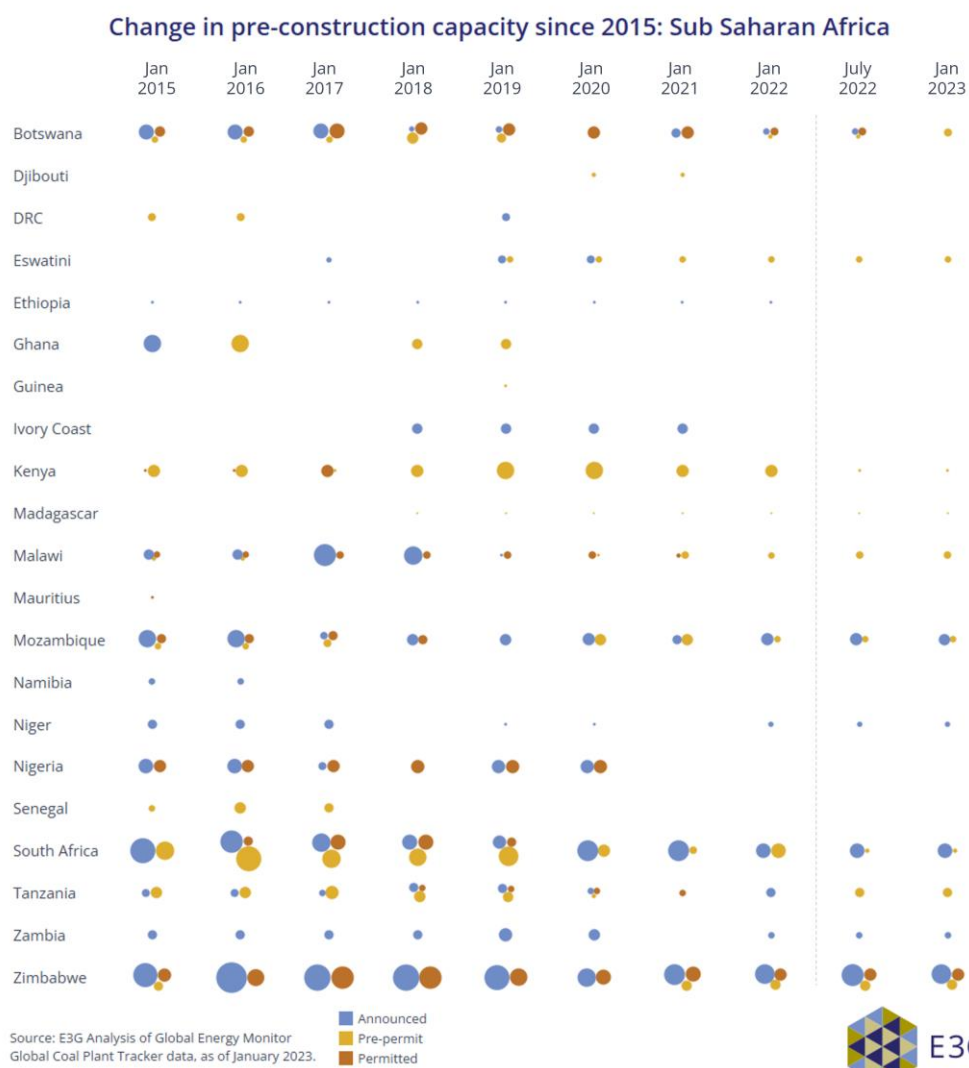 Change in pre-construction capacity since 2015: Sub Saharan Africa
Jan 2015
Jan 2016
Jan 2017
Jan 2018
Jan 2019
Jan 2020
Jan 2021
Jan 2022
July 2022
Jan 2023
Botswana
Djibouti
DRC
Eswatini
Ethiopia
Ghana
Guinea
Ivory Coast
Kenya
Madagascar
Malawi
Mauritius
Mozambique
Namibia
Niger
Nigeria
Senegal
South Africa
Tanzania
Zambia
Zimbabwe
Source: E3G Analysis of Global Energy Monitor
Global Coal Plant Tracker data, as of January 2023.
Announced
Pre-permit
Permitted